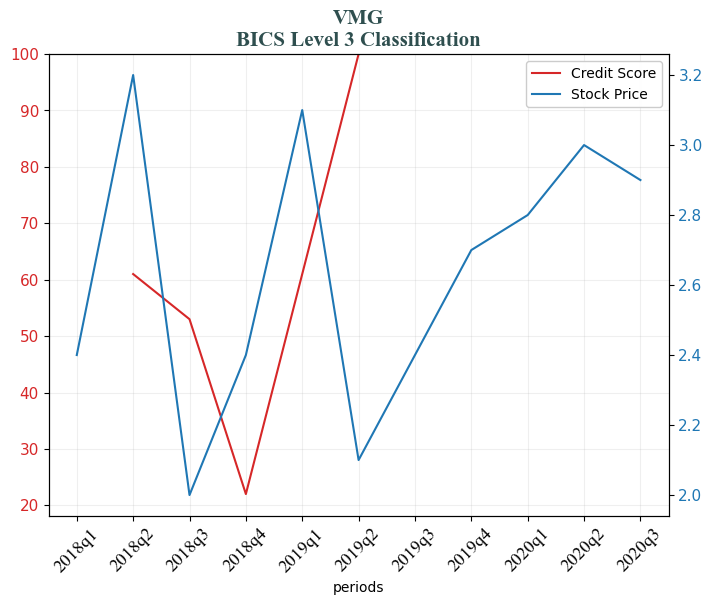 VMG
BICS Level 3 Classification
Credit Score
Stock Price
100
90
80
70
60
50
40
30
20
3.2
3.0
2.8
2.6
2.4
2.2
2.0
2018q1
2018q2
2018q3
2018q4
2019q1
2019q2
2019q3
2019q4
2020q1
2020q2
2020q3
periods